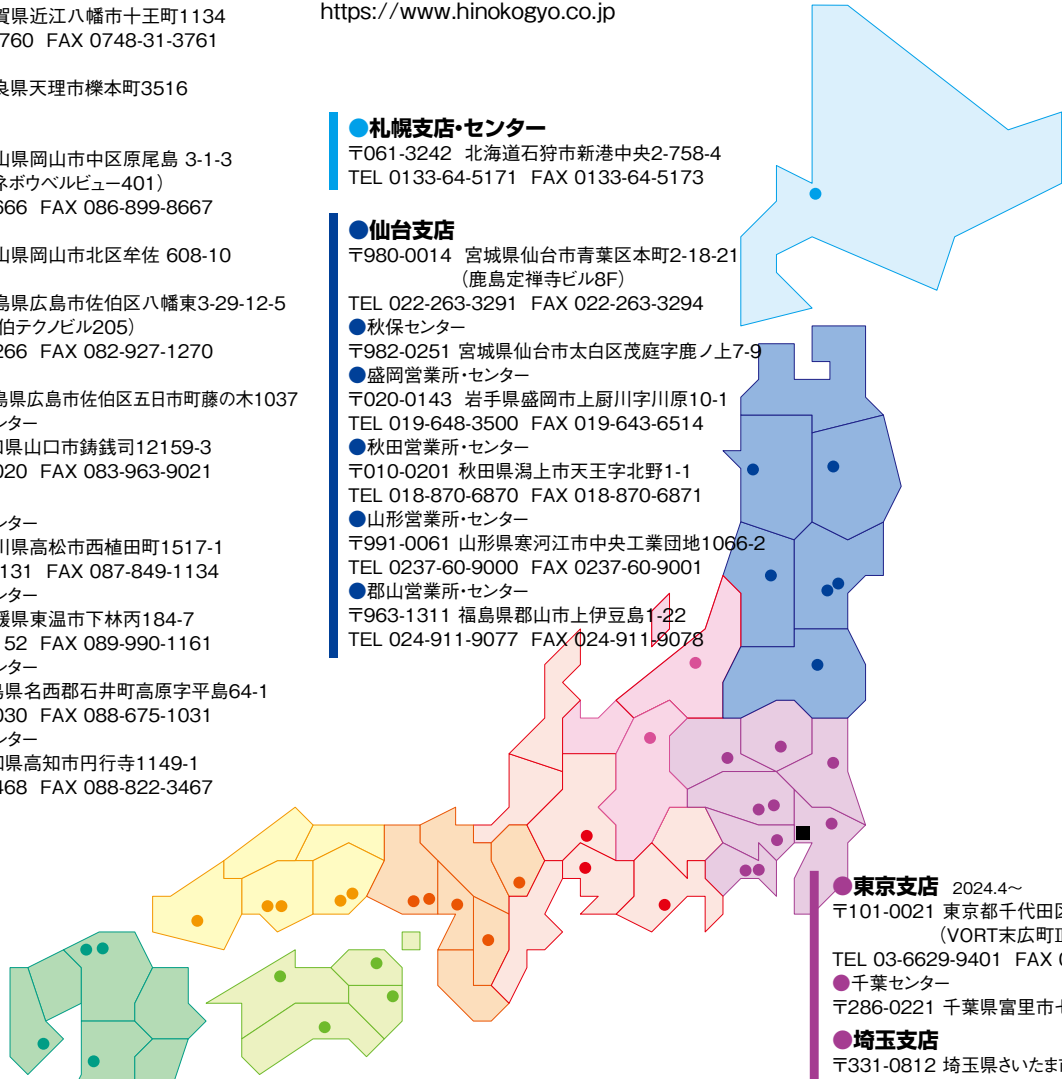 賀県近江八幡市十王町1134
760 FAX 0748-31-3761
良県天理市櫟本町3516
山県岡山市中区原尾島 3-1-3
ネボウベルビュー401）
666 FAX 086-899-8667
山県岡山市北区牟佐 608-10
島県広島市佐伯区八幡東3-29-12-5
伯テクノビル205）
266 FAX 082-927-1270
島県広島市佐伯区五日市町藤の木1037
ンター
口県山口市鋳銭司12159-3
020 FAX 083-963-9021
ンター
川県高松市西植田町1517-1
131 FAX 087-849-1134
ンター
媛県東温市下林丙184-7
152 FAX 089-990-1161
ンター
島県名西郡石井町高原字平島64-1
030 FAX 088-675-1031
ンター
知県高知市円行寺1149-1
468 FAX 088-822-3467
https://www.hinokogyo.co.jp
●札幌支店・センター
〒061-3242 北海道石狩市新港中央2-758-4
TEL 0133-64-5171 FAX 0133-64-5173
●仙台支店
〒980-0014 宮城県仙台市青葉区本町2-18-21
（鹿島定禅寺ビル8F）
TEL 022-263-3291 FAX 022-263-3294
●秋保センター
〒982-0251 宮城県仙台市太白区茂庭字鹿ノ上7-9
●盛岡営業所・センター
〒020-0143 岩手県盛岡市上厨川字川原10-1
TEL 019-648-3500 FAX 019-643-6514
●秋田営業所・センター
〒010-0201 秋田県潟上市天王字北野1-1
TEL 018-870-6870 FAX 018-870-6871
●山形営業所・センター
〒991-0061 山形県寒河江市中央工業団地1066-2
TEL 0237-60-9000 FAX 0237-60-9001
●郡山営業所・センター
〒963-1311 福島県郡山市上伊豆島1-22
TEL 024-911-9077 FAX 024-911-9078
●東京支店 2024.4〜
〒101-0021 東京都千代田区
（VORT末広町Ⅱ
TEL 03-6629-9401 FAX 0
●千葉センター
〒286-0221 千葉県富里市七
●埼玉支店
〒331-0812 埼玉県さいたま市